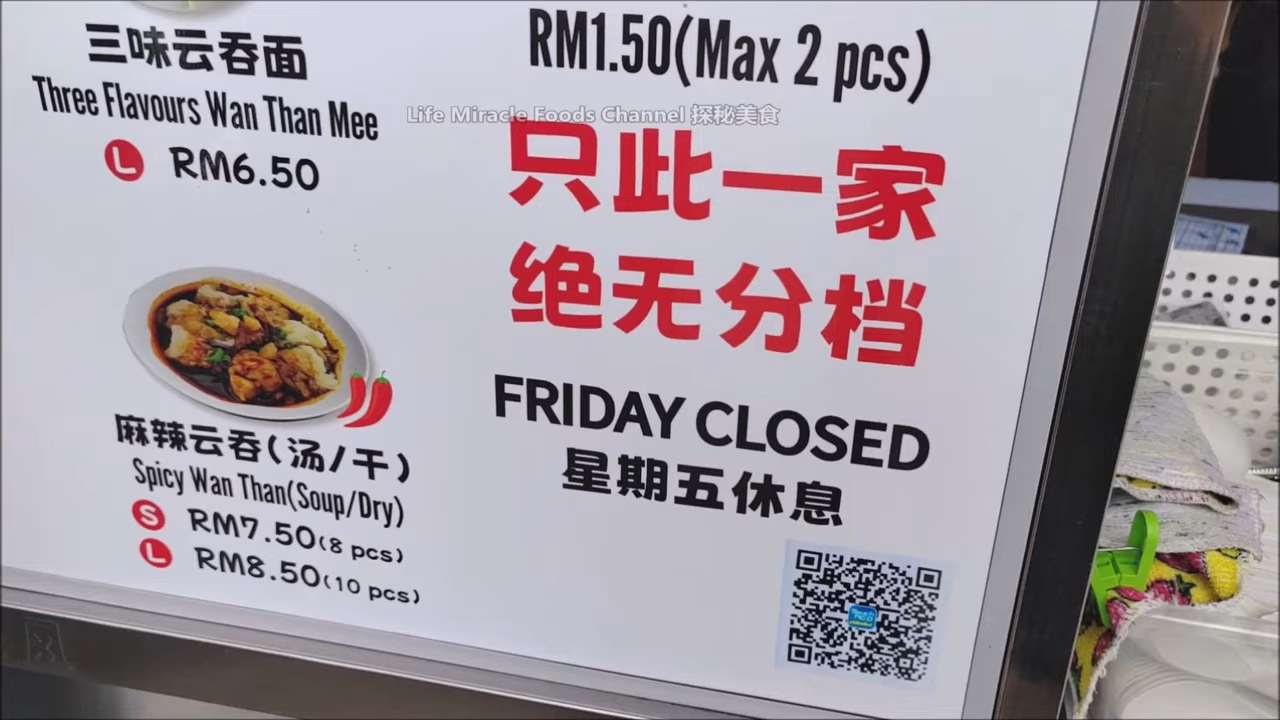 三味云吞面
Three Flavours Wan Than Mee
L RM6.50
麻辣云吞(汤/干)
Spicy Wan Than(Soup/Dry)
S RM7.50(8 pcs)
L RM8.50(10 pcs)
RM1.50(Max 2 pcs)
Life Miracle Foods Channel 探秘美食
只此一家
绝无分档
FRIDAY CLOSED
星期五休息